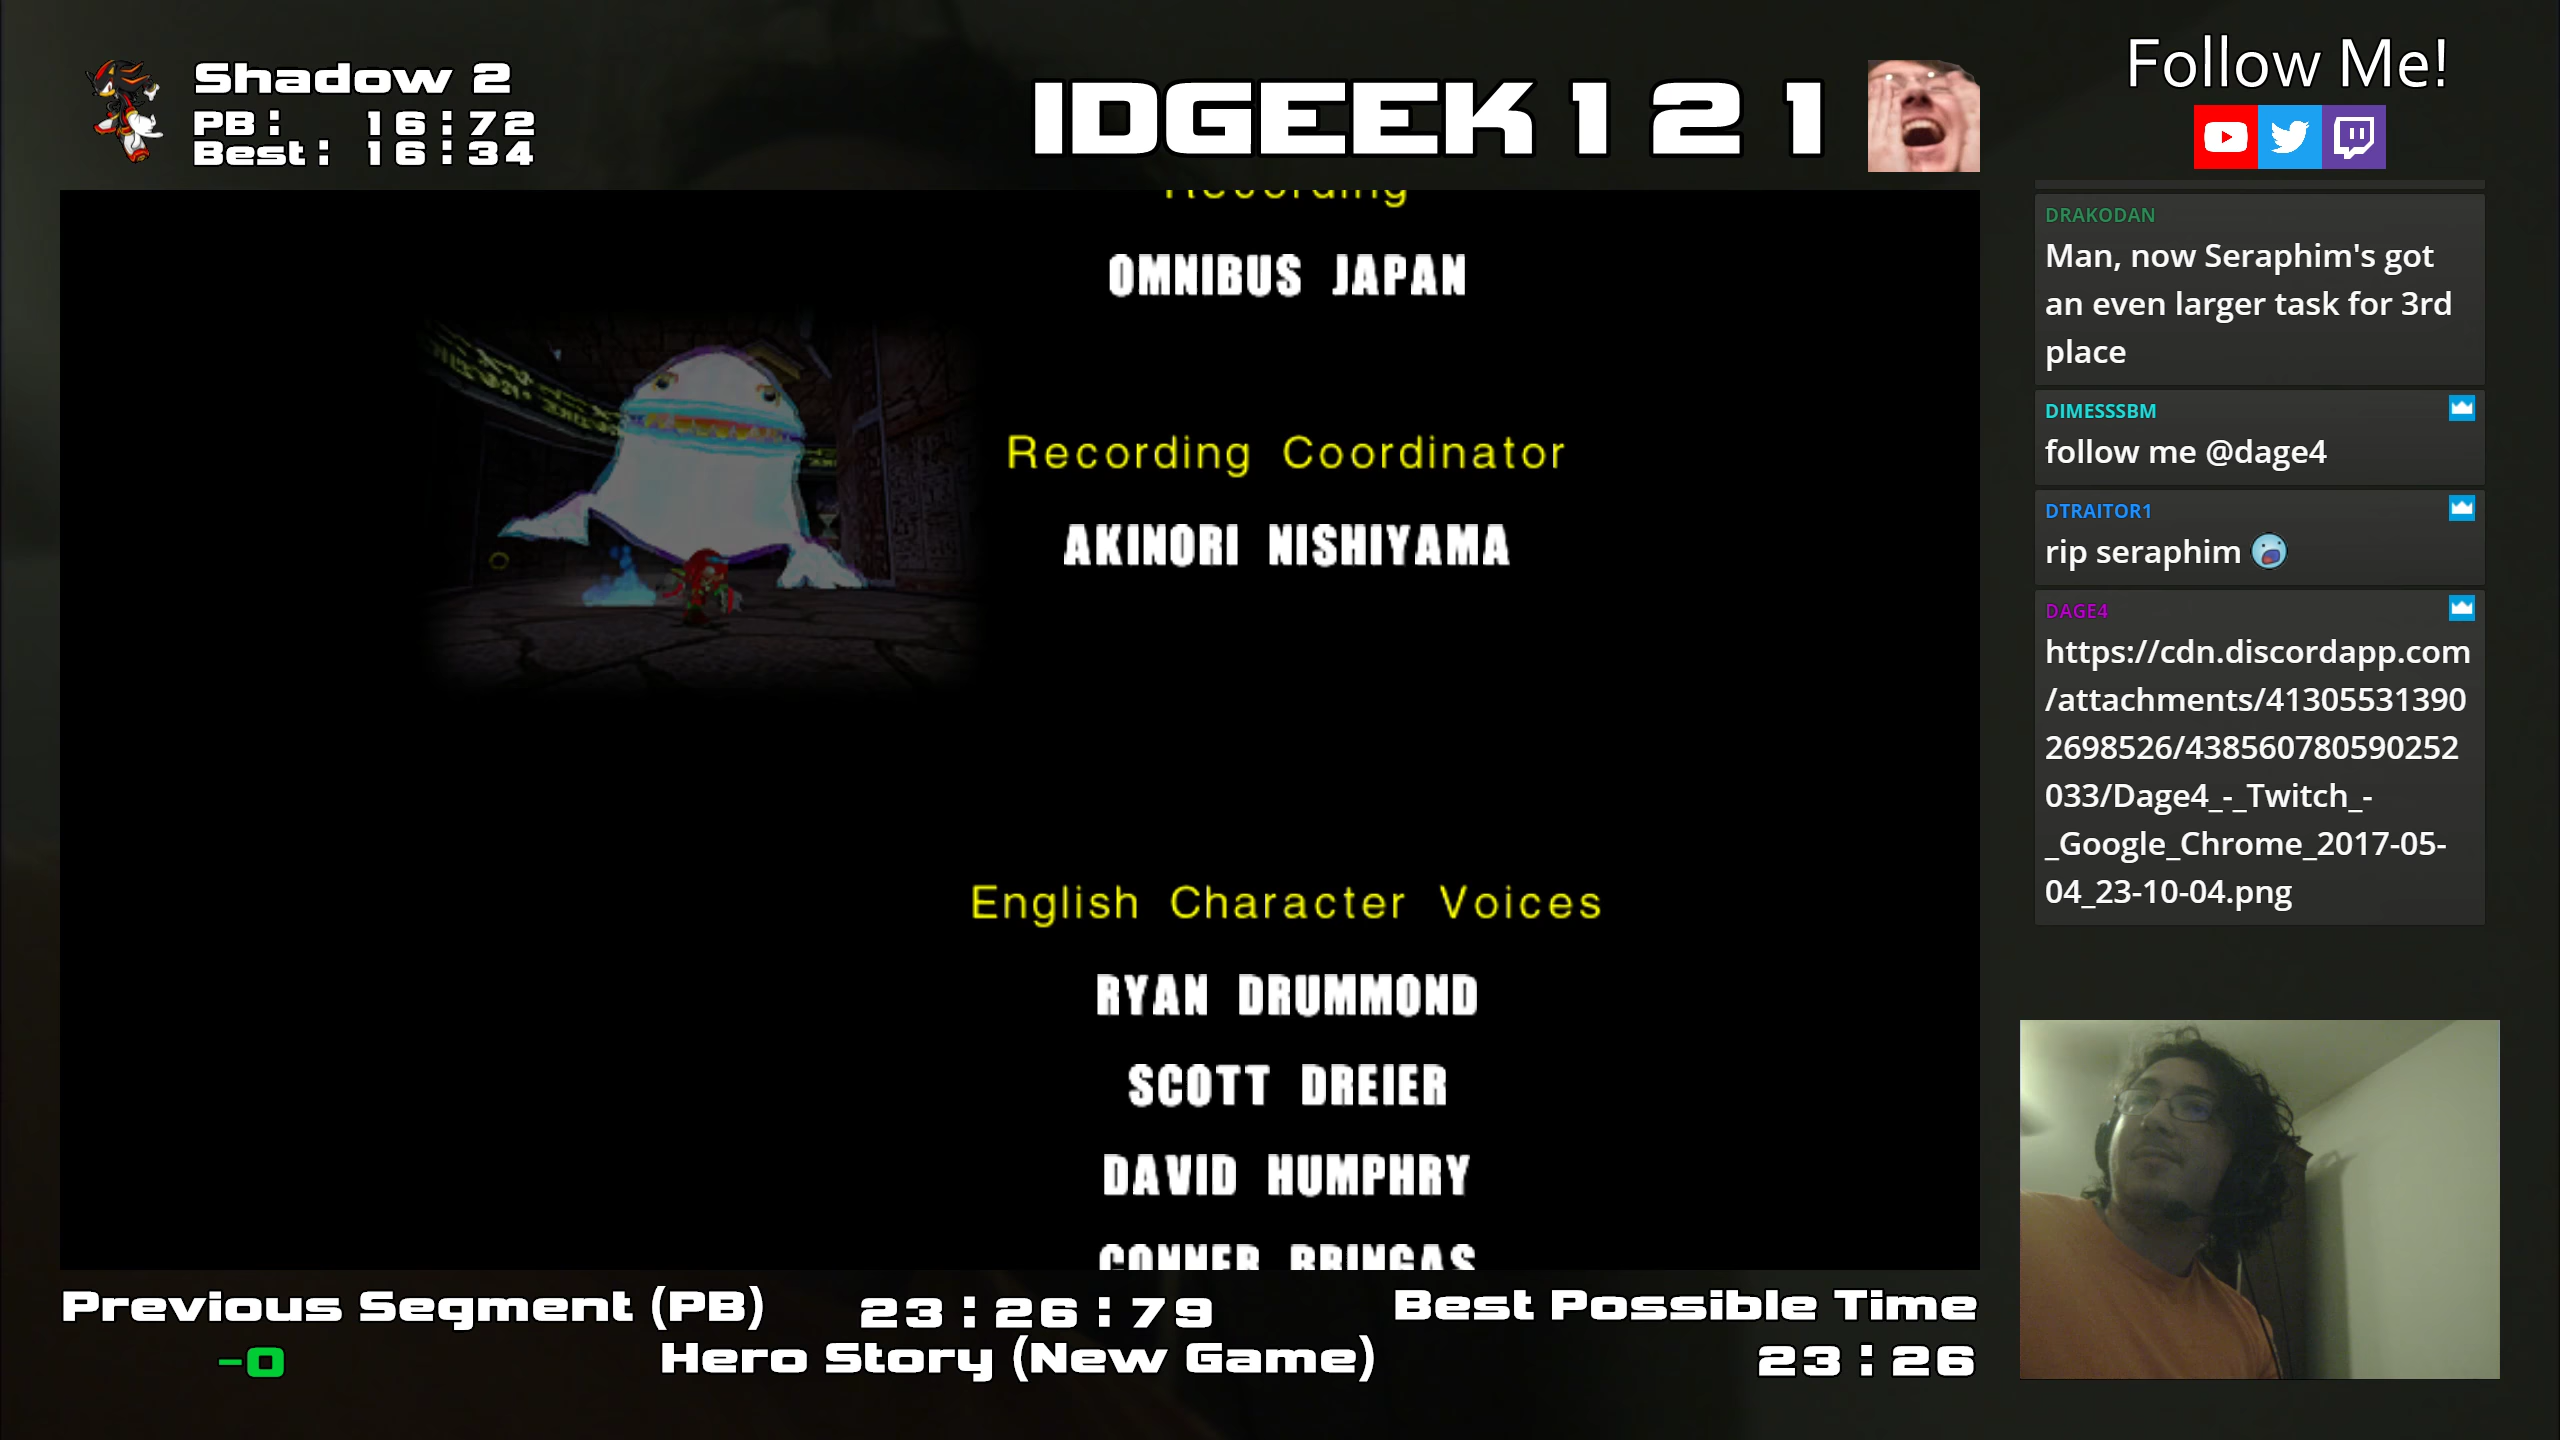 Shadow 2
PB: 16:72
Best: 16:34
IDGEEK121
Follow Me!
Recording
OMNIBUS JAPAN
Recording Coordinator
AKINORI NISHIYAMA
English Character Voices
RYAN DRUMMOND
SCOTT DREIER
DAVID HUMPHRY
CONNER BRINGAS
DRAKODAN
Man, now Seraphim's got
an even larger task for 3rd
place
DIMESSSBM
follow me @dage4
DTRAITOR1
rip seraphim
DAGE4
https://cdn.discordapp.com
/attachments/41305531390
2698526/438560780590252
033/Dage4_-_Twitch_-
_Google_Chrome_2017-05-
04_23-10-04.png
Previous Segment (PB)
-0
23:26:79
Hero Story (New Game)
Best Possible Time
23:26